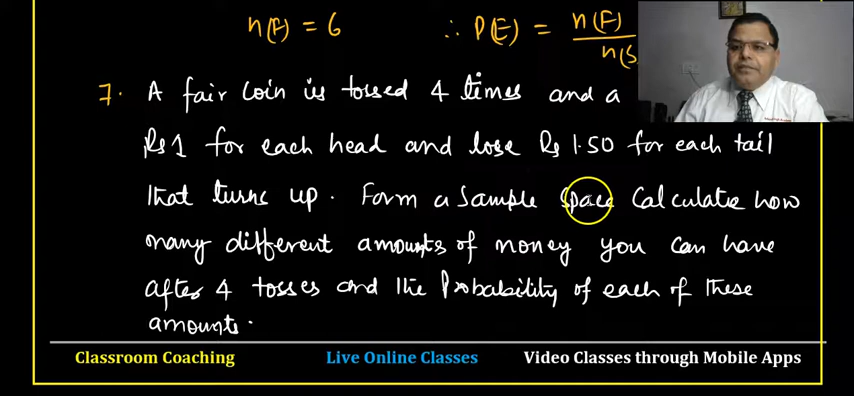 n(F) = 6 ∴ P(E) = n(F) / n(S
7. A fair coin is tossed 4 times and a
Rs 1 for each head and lose Rs 1.50 for each tail
that turns up. Form a sample space Calculate how
many different amounts of money you can have
after 4 tosses and the Probability of each of these
amounts.
Classroom Coaching Live Online Classes Video Classes through Mobile Apps